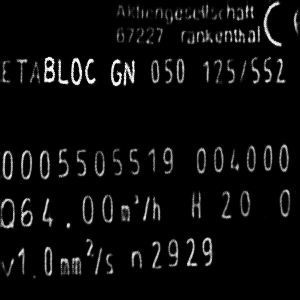 Aktiengesellschaft
67227 rankenthal
ETABLOC GN 050 125/552
0005505519 004000
Q64.00m³/h H 20 0
v1.0mm²/s n2929